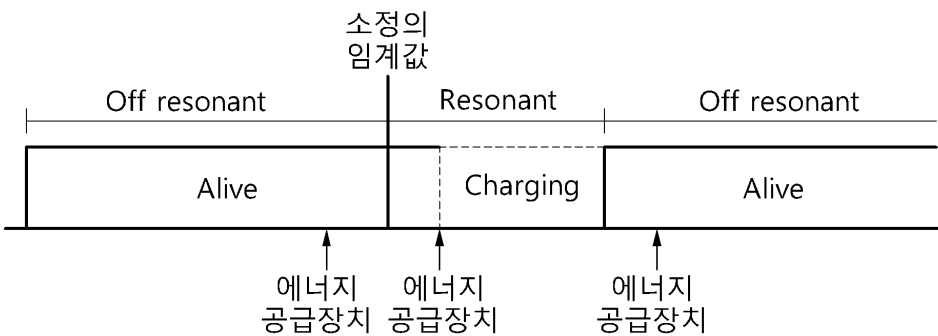 소정의
임계값
Off resonant
Resonant
Off resonant
Alive
Charging
Alive
에너지
공급장치
에너지
공급장치
에너지
공급장치